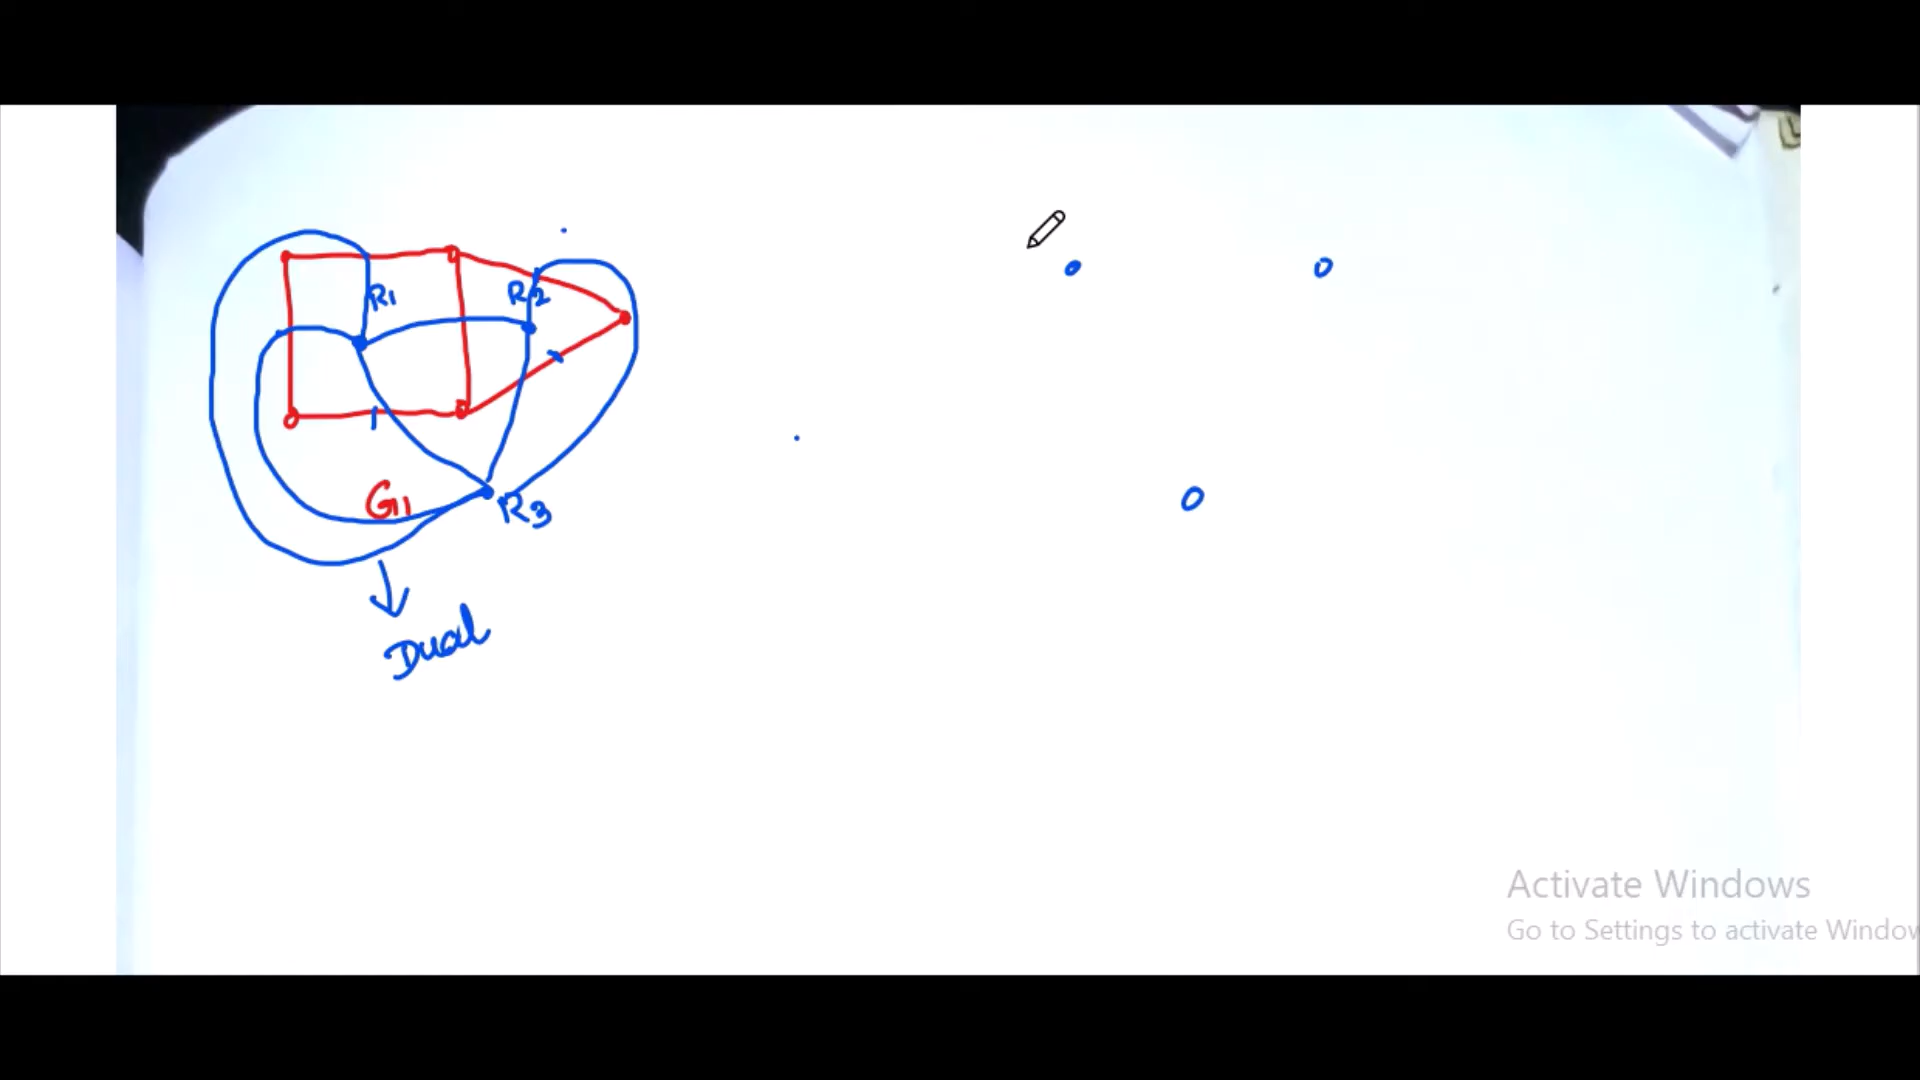 R1
R2
G1
R3
Dual
Activate Windows
Go to Settings to activate Window